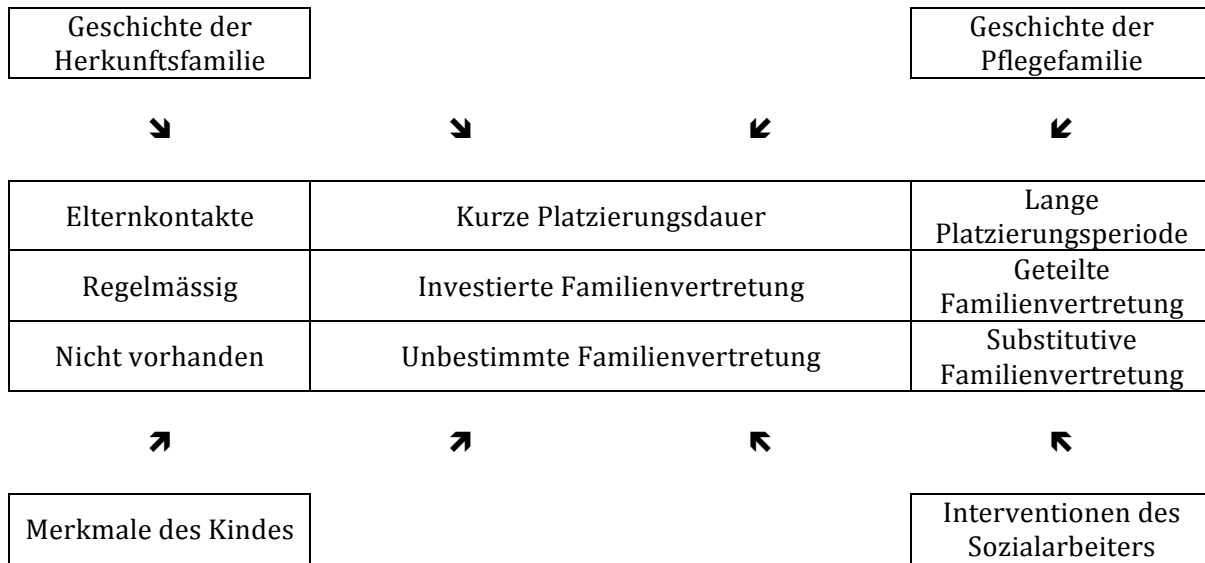 Geschichte der
Herkunftsfamilie
Geschichte der
Pflegefamilie
Elternkontakte
Kurze Platzierungsdauer
Lange
Platzierungsperiode
Regelmässig
Investierte Familienvertretung
Geteilte
Familienvertretung
Nicht vorhanden
Unbestimmte Familienvertretung
Substitutive
Familienvertretung
Merkmale des Kindes
Interventionen des
Sozialarbeiters